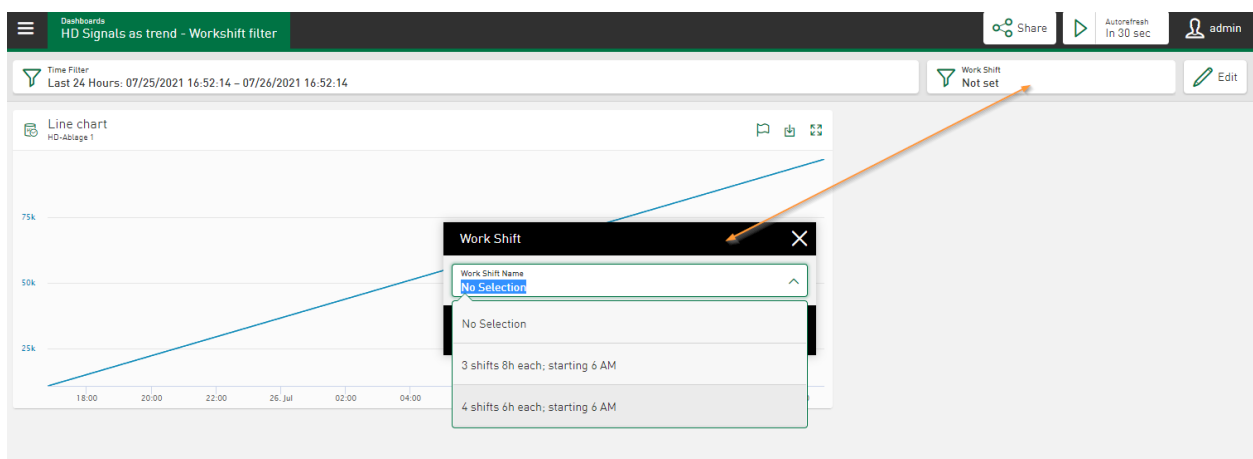 Dashboards
HD Signals as trend - Workshift filter
Share
Autorefresh
In 30 sec
admin
Time Filter
Last 24 Hours: 07/25/2021 16:52:14 – 07/26/2021 16:52:14
Work Shift
Not set
Edit
Line chart
HD-Ablage 1
75k
50k
25k
18:00
20:00
22:00
26. Jul
02:00
04:00
Work Shift
Work Shift Name
No Selection
No Selection
3 shifts 8h each; starting 6 AM
4 shifts 6h each; starting 6 AM